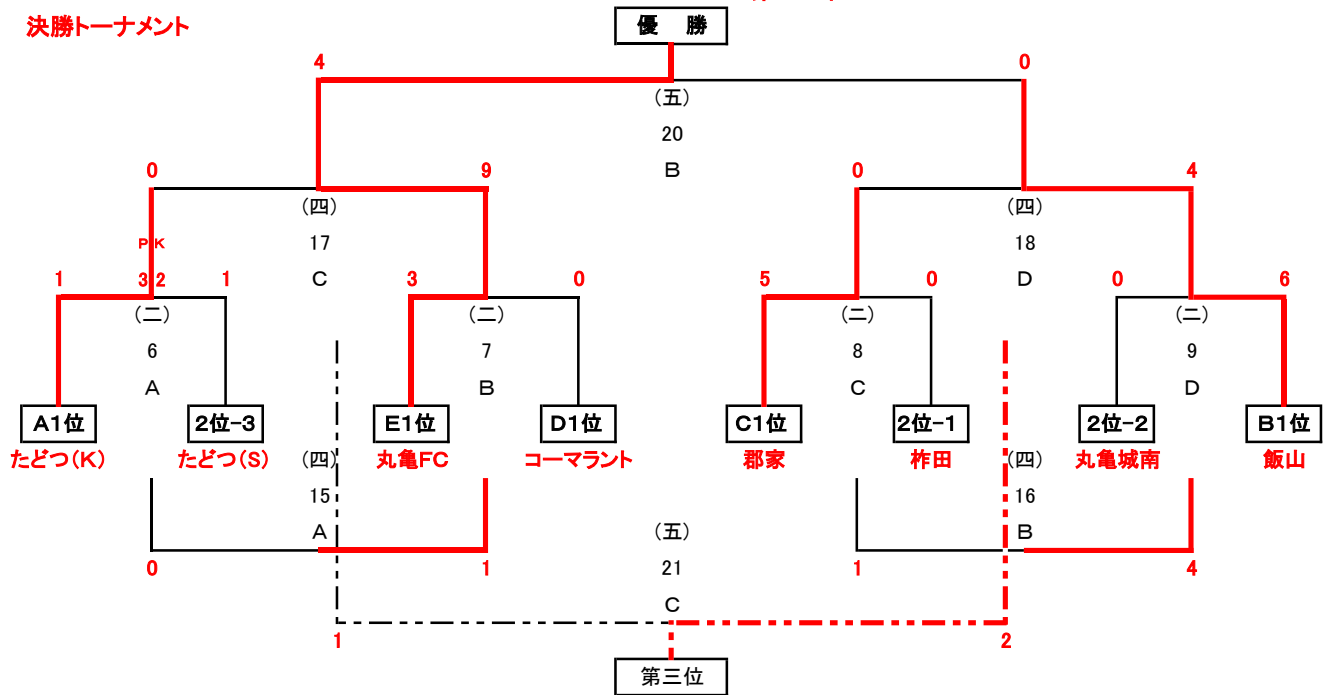 優　勝
決勝トーナメント
4
0
(五)
20
B
0
9
0
4
(四)
17
C
(四)
18
D
PK
1
3 2
1
3
0
5
0
0
6
(二)
6
A
(二)
7
B
(二)
8
C
(二)
9
D
A1位
2位-3
E1位
D1位
C1位
2位-1
2位-2
B1位
たどつ(K)
たどつ(S)
丸亀FC
コーマラント
郡家
柞田
丸亀城南
飯山
(四)
15
A
(四)
16
B
(五)
21
C
0
1
1
4
1
2
第三位